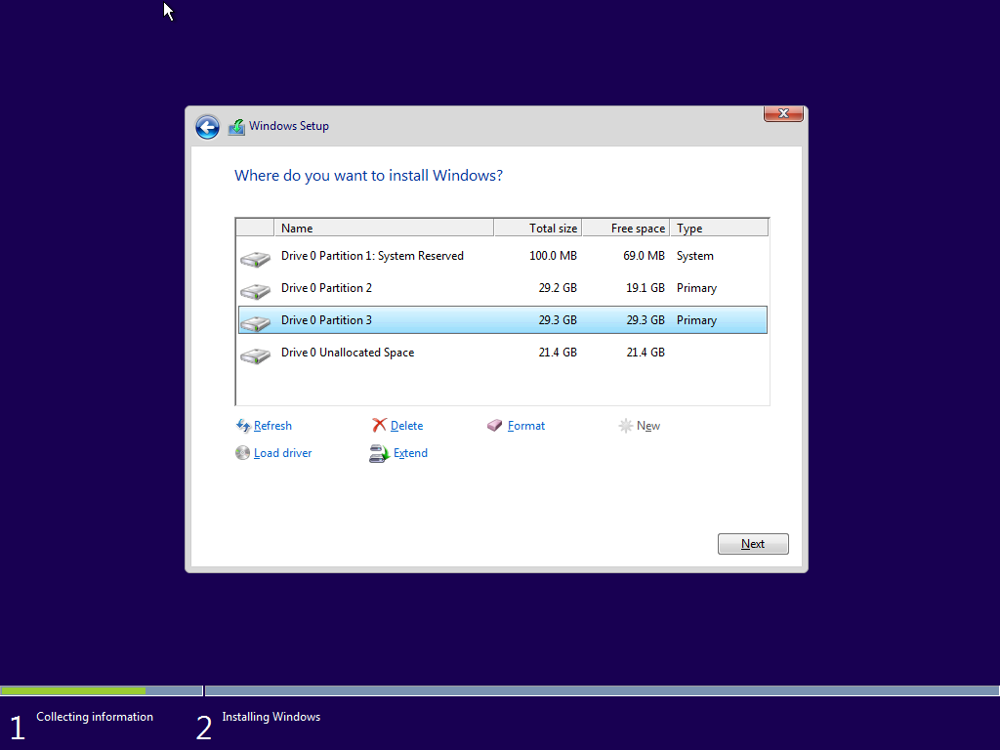 Windows Setup
Where do you want to install Windows?
Name Total size Free space Type
Drive 0 Partition 1: System Reserved 100.0 MB 69.0 MB System
Drive 0 Partition 2 29.2 GB 19.1 GB Primary
Drive 0 Partition 3 29.3 GB 29.3 GB Primary
Drive 0 Unallocated Space 21.4 GB 21.4 GB
Refresh Delete Format New
Load driver Extend
Next
1 Collecting information 2 Installing Windows